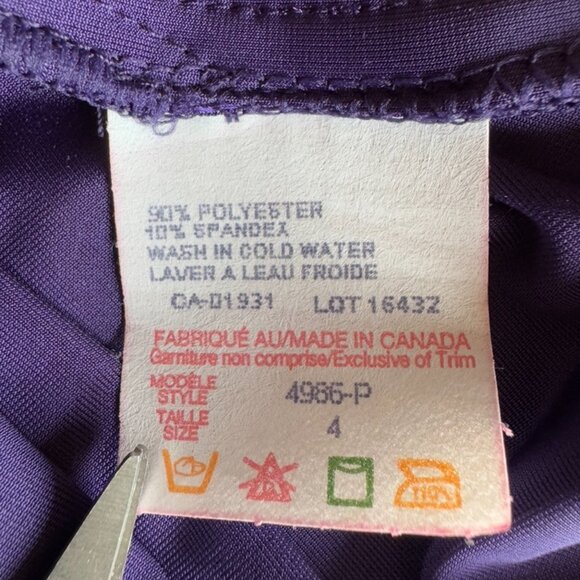 90% POLYESTER
10% SPANDEX
WASH IN COLD WATER
LAVER A LEAU FROIDE
CA-01931 LOT 16432
FABRIQUÉ AU/MADE IN CANADA
Garniture non comprise/Exclusive of Trim
MODÈLE
STYLE 4986-P
TAILLE
SIZE 4